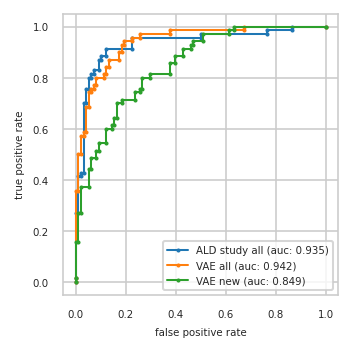 1.0
0.8
0.6
0.4
0.2
0.0
true positive rate
ALD study all (auc: 0.935)
VAE all (auc: 0.942)
VAE new (auc: 0.849)
0.0 0.2 0.4 0.6 0.8 1.0
false positive rate